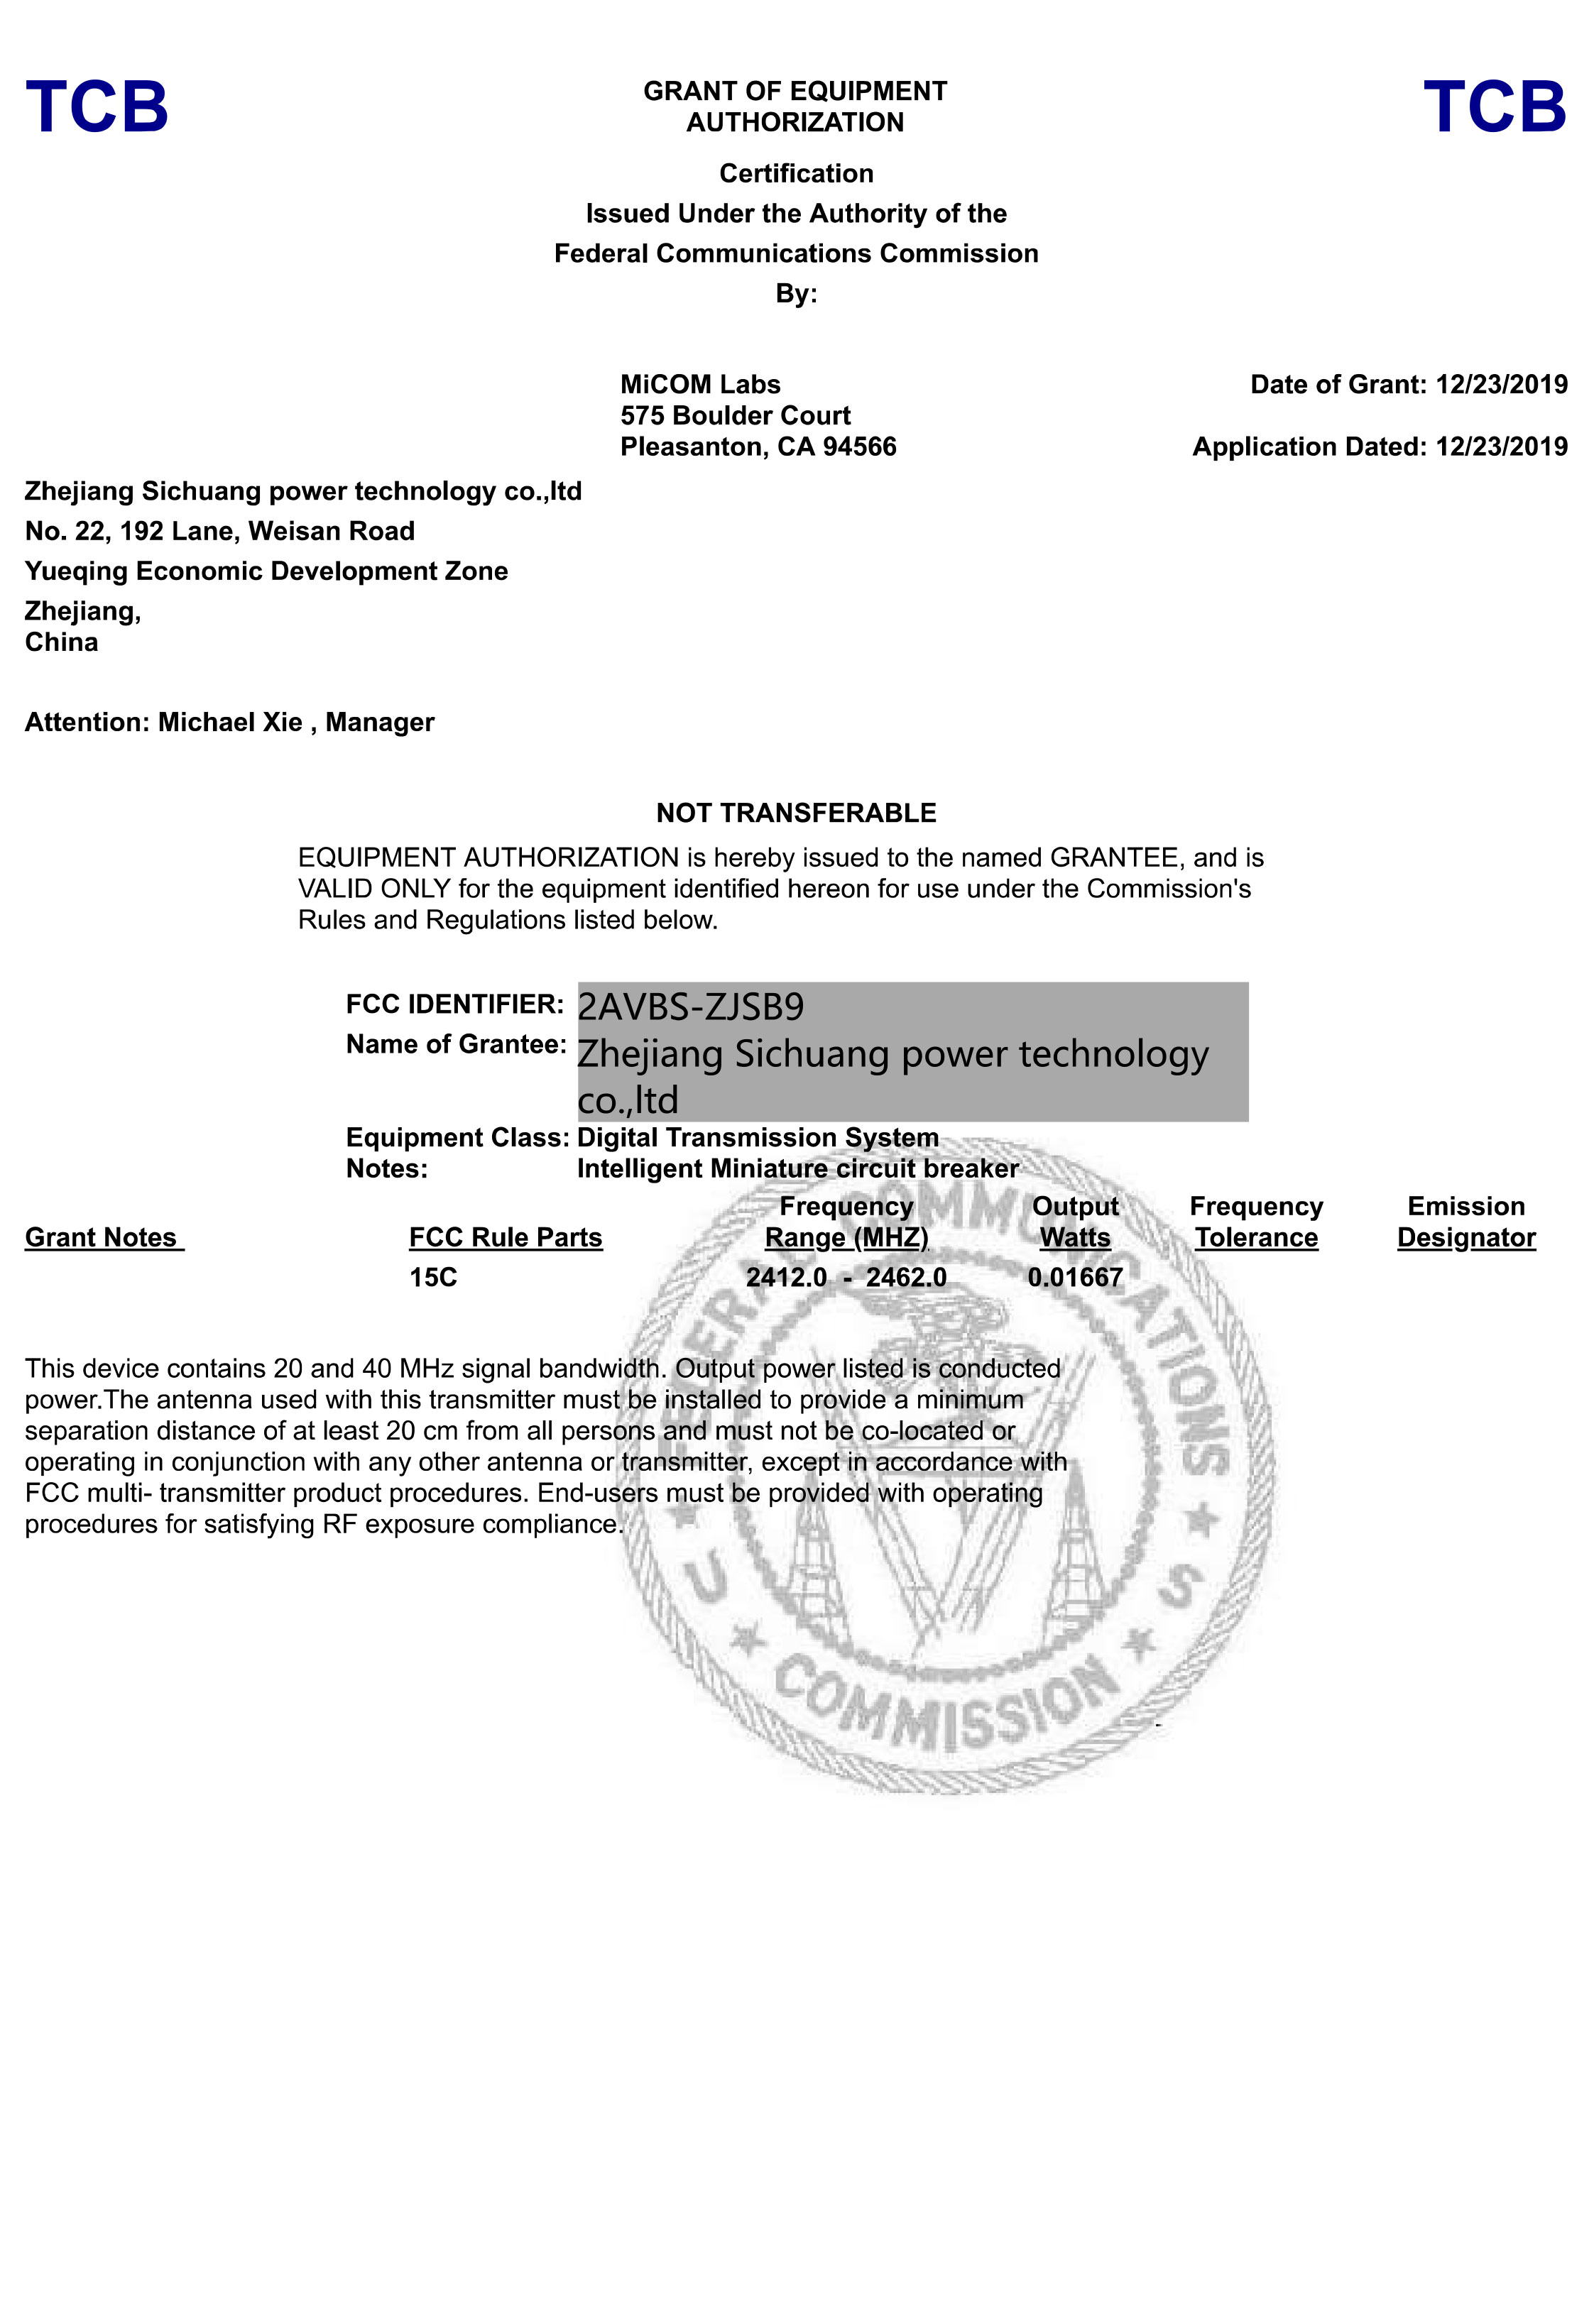 TCB
GRANT OF EQUIPMENT
AUTHORIZATION
TCB
Certification
Issued Under the Authority of the
Federal Communications Commission
By:
MiCOM Labs
575 Boulder Court
Pleasanton, CA 94566
Date of Grant: 12/23/2019
Application Dated: 12/23/2019
Zhejiang Sichuang power technology co.,ltd
No. 22, 192 Lane, Weisan Road
Yueqing Economic Development Zone
Zhejiang,
China
Attention: Michael Xie , Manager
NOT TRANSFERABLE
EQUIPMENT AUTHORIZATION is hereby issued to the named GRANTEE, and is
VALID ONLY for the equipment identified hereon for use under the Commission's
Rules and Regulations listed below.
FCC IDENTIFIER: 2AVBS-ZJSB9
Name of Grantee: Zhejiang Sichuang power technology
co.,ltd
Equipment Class: Digital Transmission System
Notes: Intelligent Miniature circuit breaker
Grant Notes FCC Rule Parts Frequency Range (MHZ) Output Watts Frequency Tolerance Emission Designator
15C 2412.0 - 2462.0 0.01667
This device contains 20 and 40 MHz signal bandwidth. Output power listed is conducted
power.The antenna used with this transmitter must be installed to provide a minimum
separation distance of at least 20 cm from all persons and must not be co-located or
operating in conjunction with any other antenna or transmitter, except in accordance with
FCC multi- transmitter product procedures. End-users must be provided with operating
procedures for satisfying RF exposure compliance.
FEDERAL COMMUNICATIONS
U S
COMMISSION